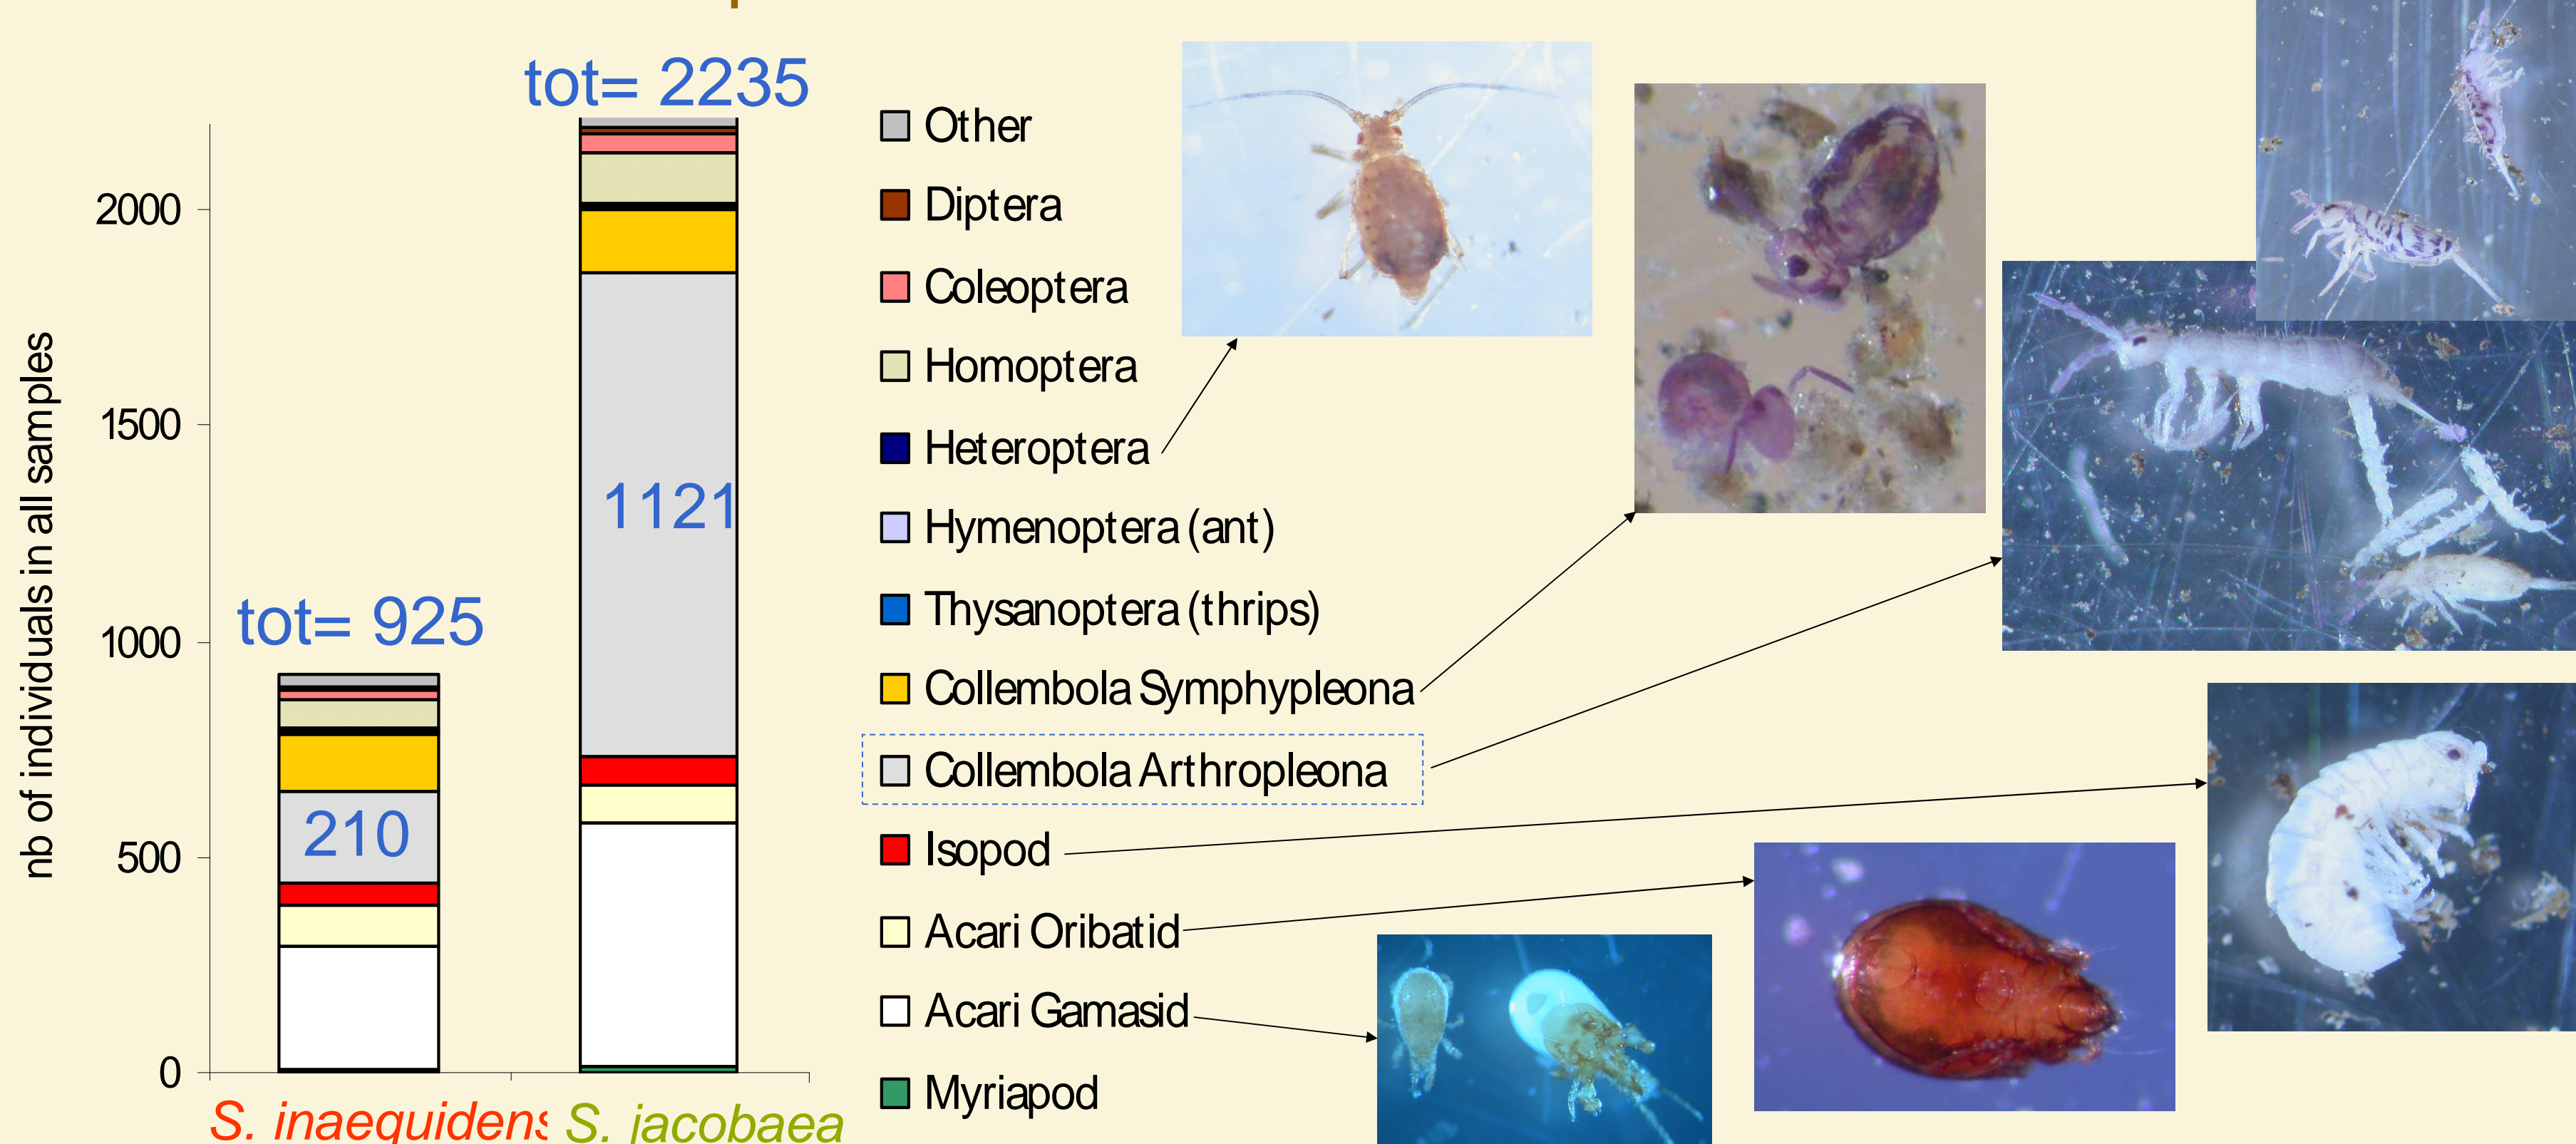 tot= 2235
tot= 925
nb of individuals in all samples
2000
1500
1000
500
0
1121
210
S. inaequidens
S. jacobaea
Other
Diptera
Coleoptera
Homoptera
Heteroptera
Hymenoptera (ant)
Thysanoptera (thrips)
Collembola Symphypleona
Collembola Arthropleona
Isopod
Acari Oribatid
Acari Gamasid
Myriapod